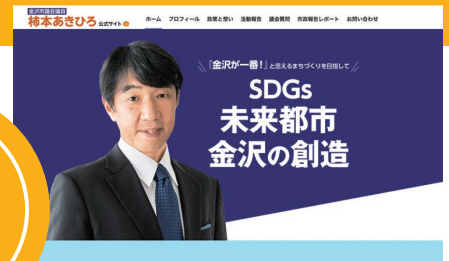 金沢市議会議員
柿本あきひろ 公式サイト
ホーム プロフィール 政策と想い 活動報告 議会質問 市政報告レポート お問い合わせ
『金沢が一番!』と思えるまちづくりを目指して
SDGs
未来都市
金沢の創造